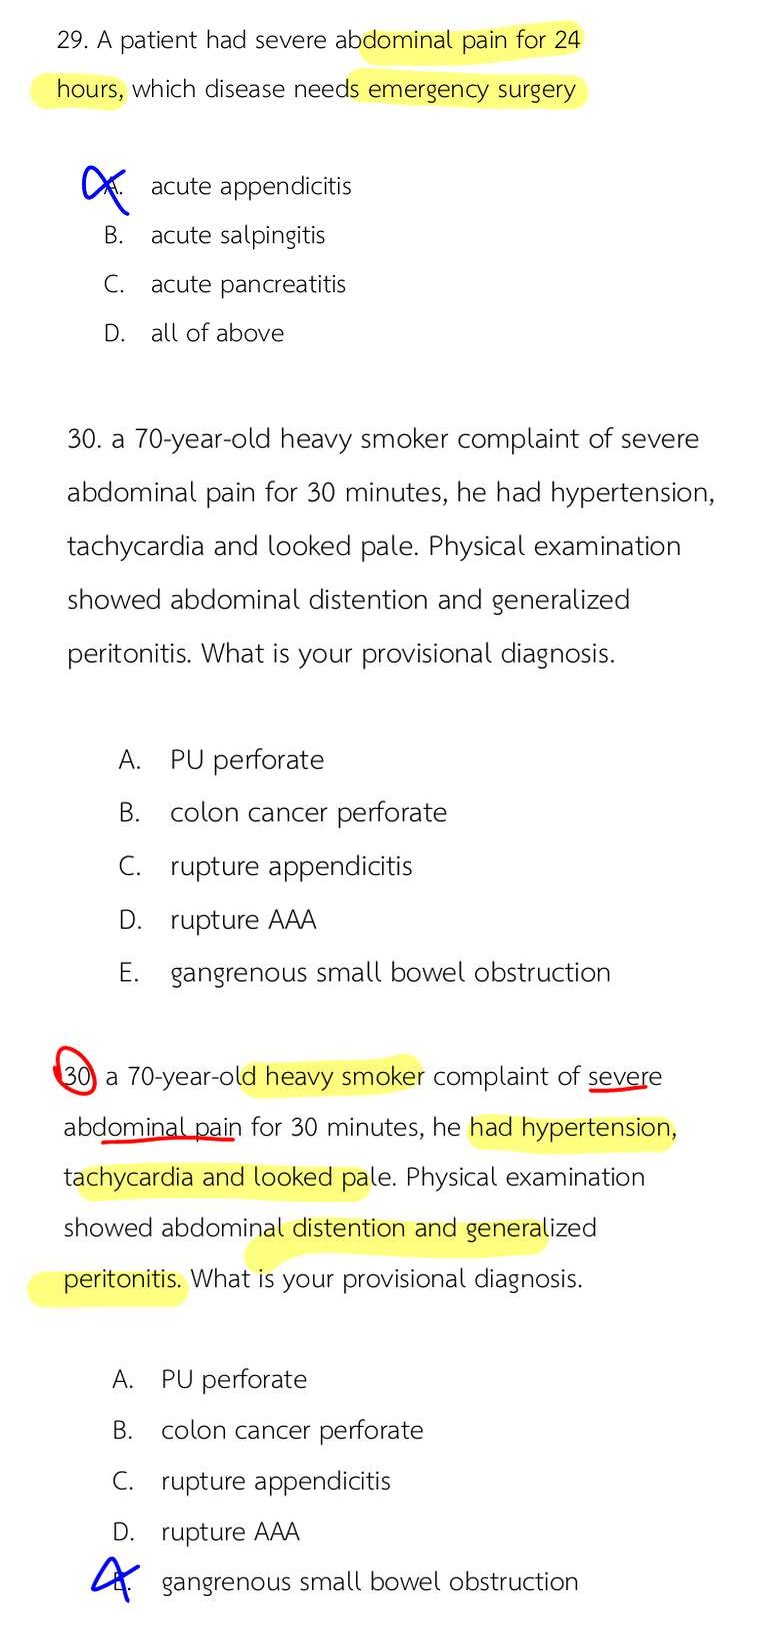 29. A patient had severe abdominal pain for 24
hours, which disease needs emergency surgery
A. acute appendicitis
B. acute salpingitis
C. acute pancreatitis
D. all of above
30. a 70-year-old heavy smoker complaint of severe
abdominal pain for 30 minutes, he had hypertension,
tachycardia and looked pale. Physical examination
showed abdominal distention and generalized
peritonitis. What is your provisional diagnosis.
A. PU perforate
B. colon cancer perforate
C. rupture appendicitis
D. rupture AAA
E. gangrenous small bowel obstruction
30 a 70-year-old heavy smoker complaint of severe
abdominal pain for 30 minutes, he had hypertension,
tachycardia and looked pale. Physical examination
showed abdominal distention and generalized
peritonitis. What is your provisional diagnosis.
A. PU perforate
B. colon cancer perforate
C. rupture appendicitis
D. rupture AAA
E. gangrenous small bowel obstruction